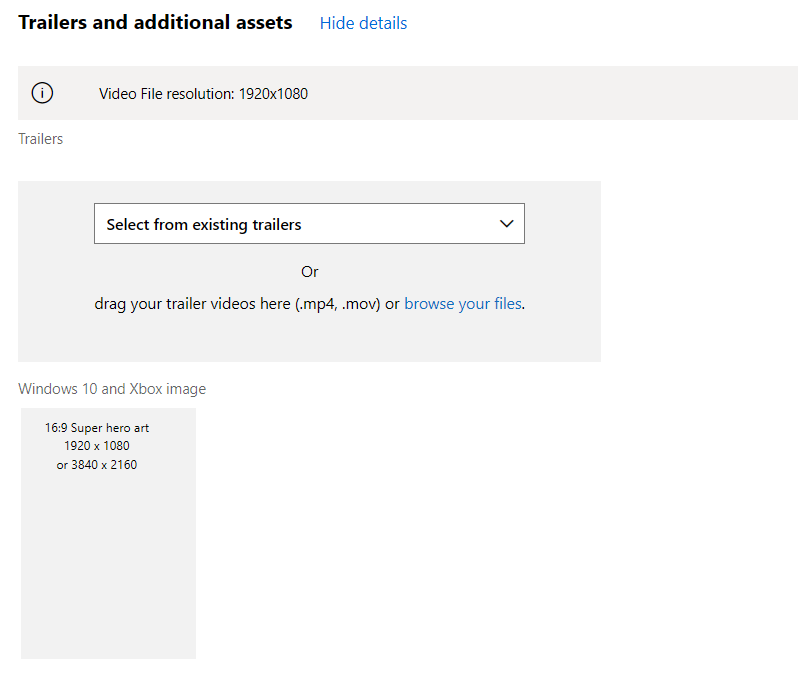 Trailers and additional assets Hide details
Video File resolution: 1920x1080
Trailers
Select from existing trailers
Or
drag your trailer videos here (.mp4, .mov) or browse your files.
Windows 10 and Xbox image
16:9 Super hero art
1920 x 1080
or 3840 x 2160